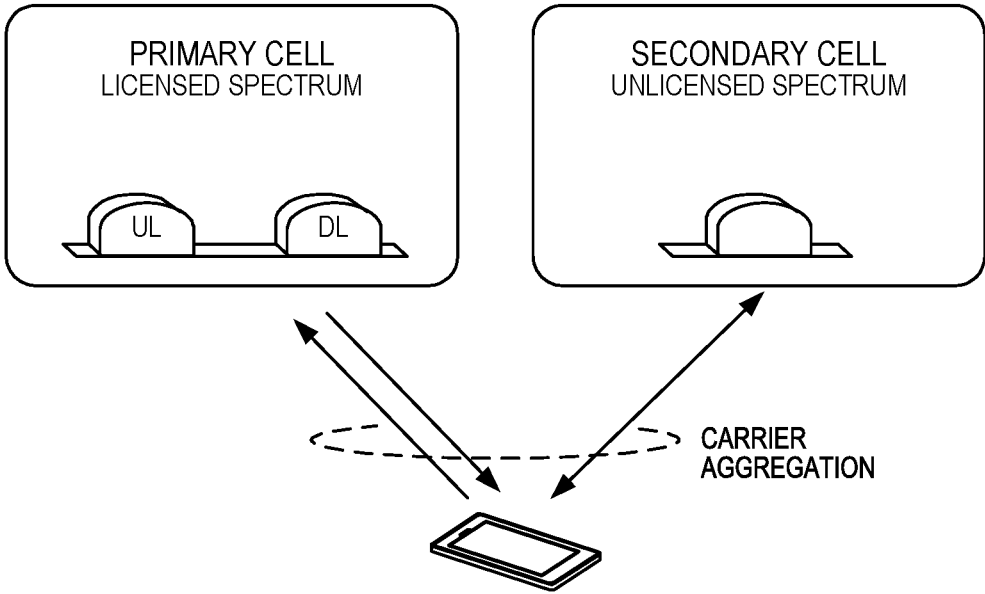 PRIMARY CELL
LICENSED SPECTRUM
UL
DL
SECONDARY CELL
UNLICENSED SPECTRUM
CARRIER
AGGREGATION